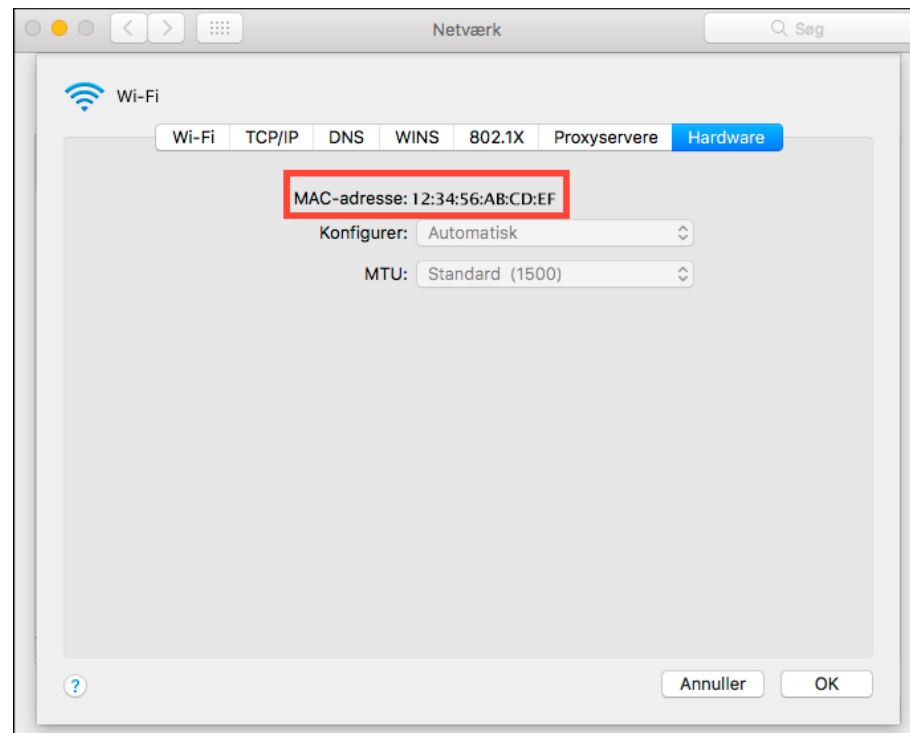 Netværk
Søg
Wi-Fi
Wi-Fi TCP/IP DNS WINS 802.1X Proxyservere Hardware
MAC-adresse: 12:34:56:AB:CD:EF
Konfigurer: Automatisk
MTU: Standard (1500)
? Annuller OK